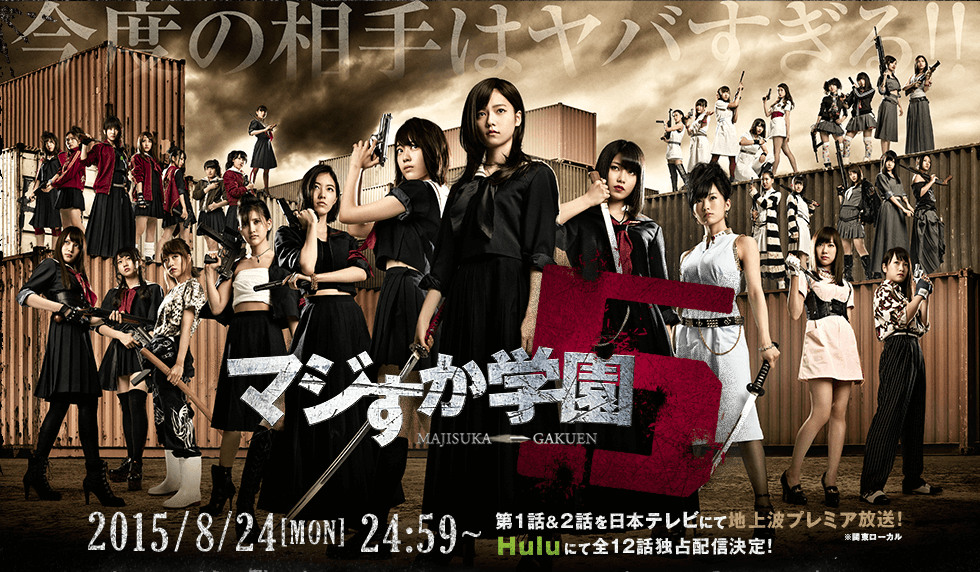 今度の相手はヤバすぎる!!
マジすか学園
5
MAJISUKA GAKUEN
2015/8/24[MON] 24:59~
第1話&2話を日本テレビにて地上波プレミア放送!
※関東ローカル
Huluにて全12話独占配信決定!